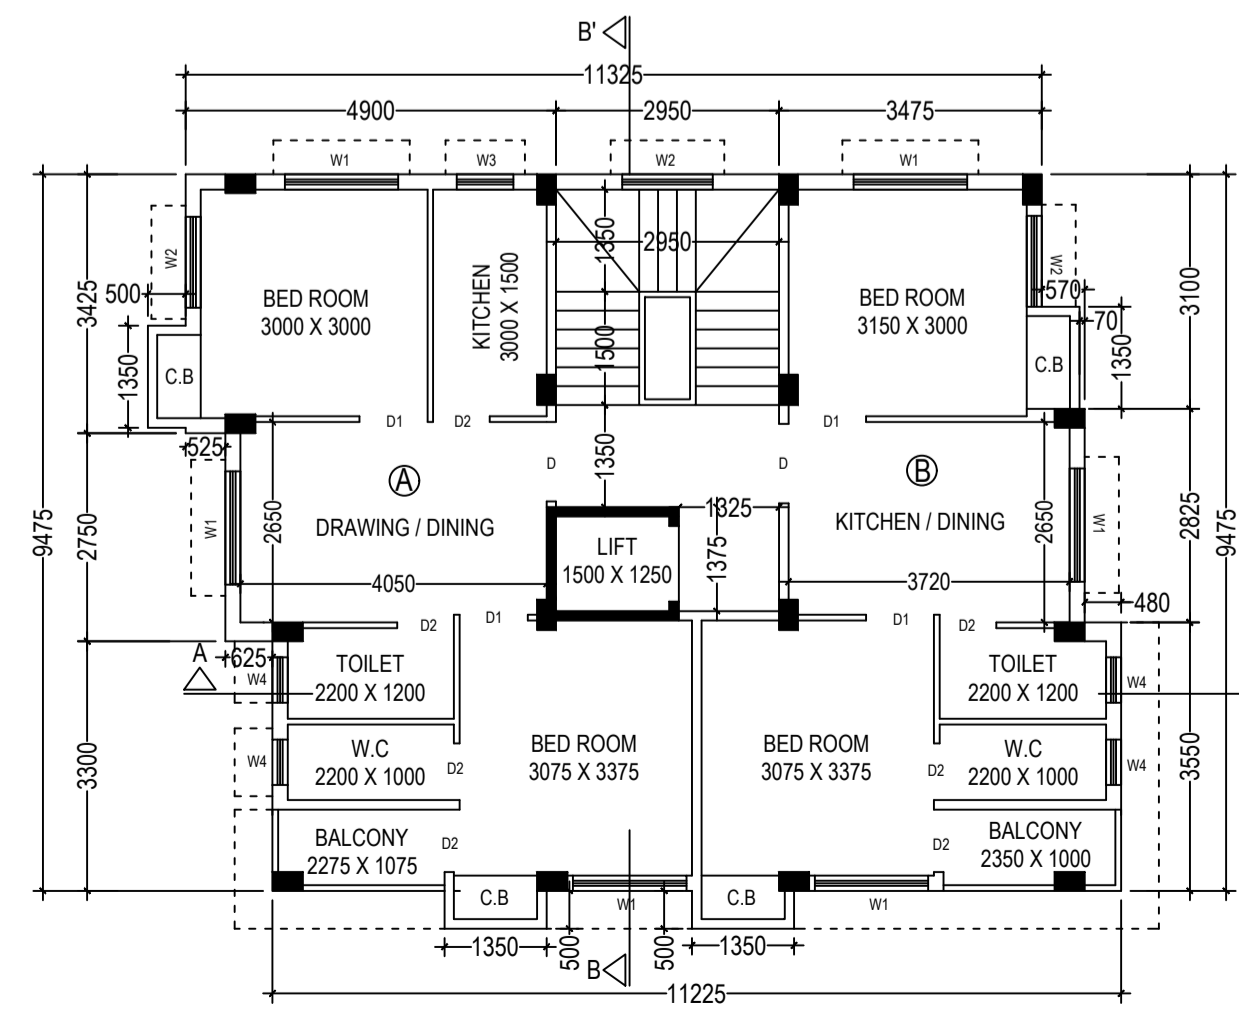 B'
11325
4900
2950
3475
W1
W3
W2
W1
W2
W2
500
3425
1350
BED ROOM
3000 X 3000
KITCHEN
3000 X 1500
1350
2950
1500
BED ROOM
3150 X 3000
570
70
3100
1350
C.B
C.B
D1
D2
D1
525
1350
D
D
A
B
9475
2750
W1
2650
DRAWING / DINING
1325
KITCHEN / DINING
2650
W1
2825
9475
LIFT
1500 X 1250
1375
4050
3720
480
D2
D1
D1
D2
A
625
W4
TOILET
2200 X 1200
TOILET
2200 X 1200
W4
3300
W4
W.C
2200 X 1000
D2
BED ROOM
3075 X 3375
BED ROOM
3075 X 3375
D2
W.C
2200 X 1000
W4
3550
BALCONY
2275 X 1075
D2
D2
BALCONY
2350 X 1000
C.B
W1
C.B
W1
1350
500
500
1350
B
11225